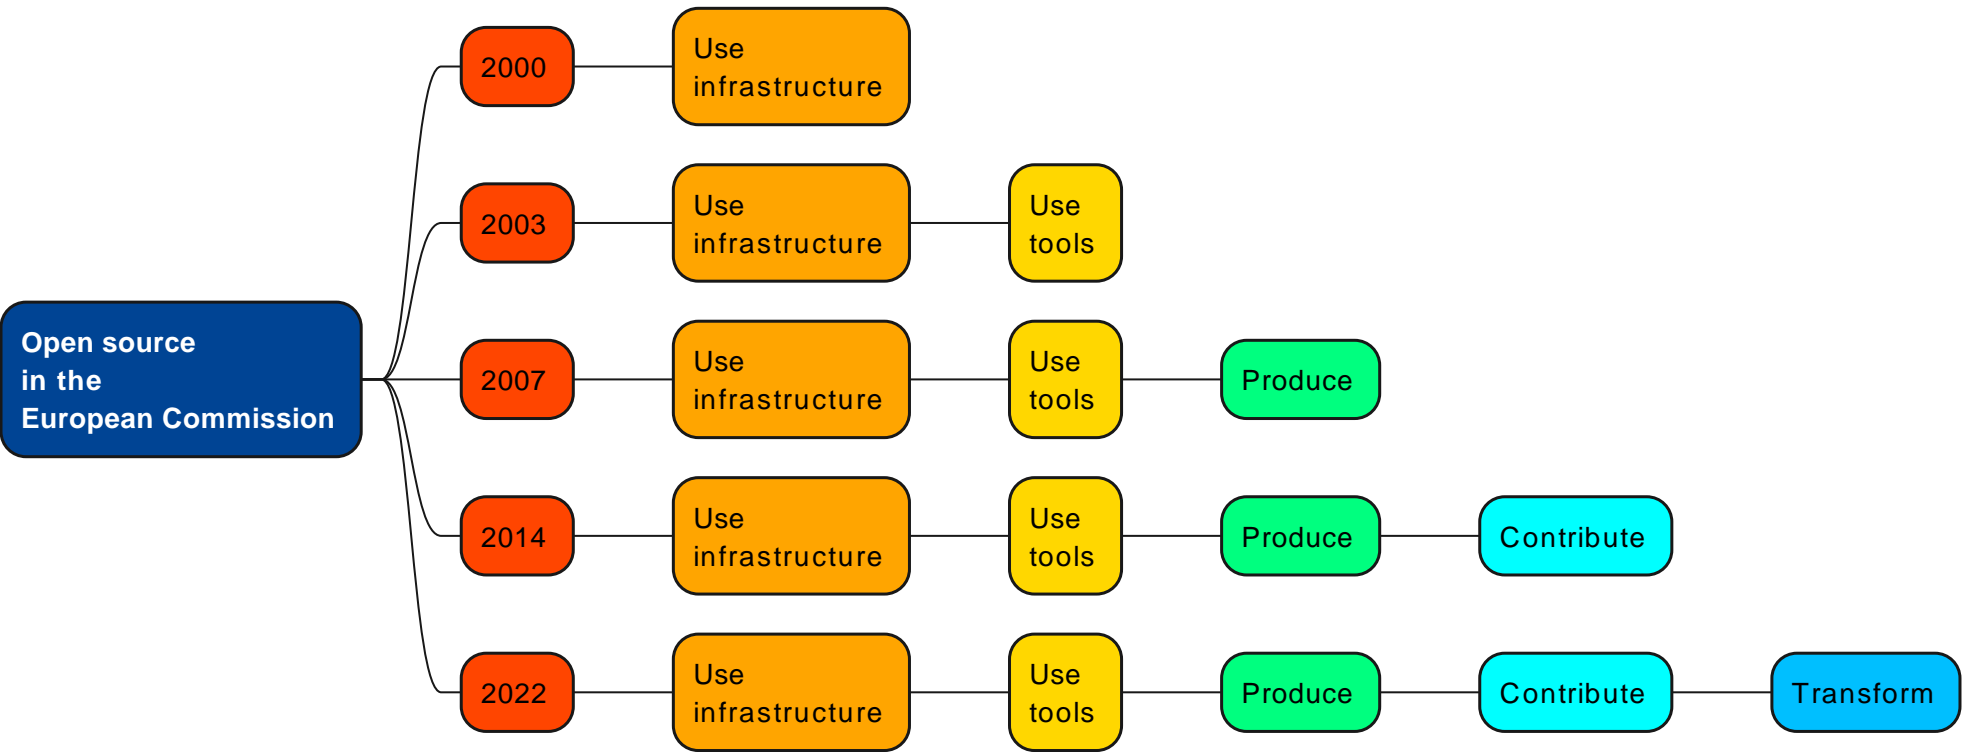 Open source
in the
European Commission
2000
Use
infrastructure
2003
Use
infrastructure
Use
tools
2007
Use
infrastructure
Use
tools
Produce
2014
Use
infrastructure
Use
tools
Produce
Contribute
2022
Use
infrastructure
Use
tools
Produce
Contribute
Transform